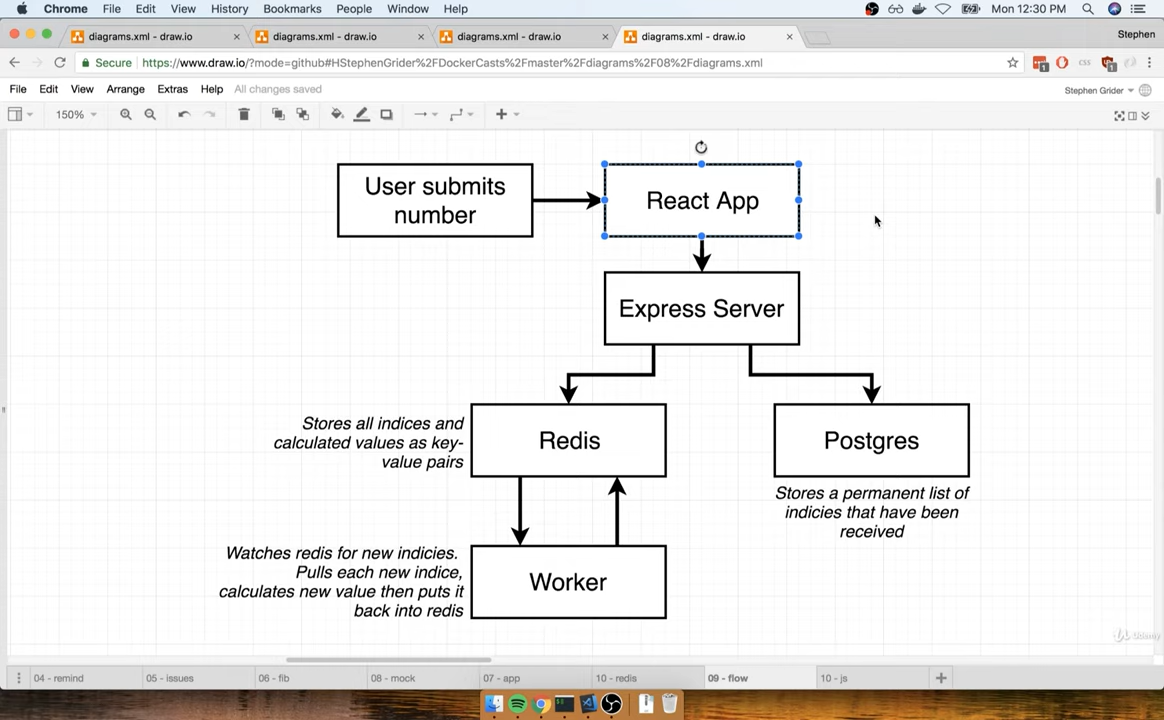 Chrome File Edit View History Bookmarks People Window Help Mon 12:30 PM
diagrams.xml - draw.io diagrams.xml - draw.io diagrams.xml - draw.io diagrams.xml - draw.io Stephen
Secure https://www.draw.io/?mode=github#HStephenGrider%2FDockerCasts%2Fmaster%2Fdiagrams%2F08%2Fdiagrams.xml
File Edit View Arrange Extras Help All changes saved Stephen Grider
150%
User submits
number
React App
Express Server
Stores all indices and
calculated values as key-
value pairs
Redis
Postgres
Stores a permanent list of
indicies that have been
received
Watches redis for new indicies.
Pulls each new indice,
calculates new value then puts it
back into redis
Worker
Udemy
04 - remind 05 - issues 06 - fib 08 - mock 07 - app 10 - redis 09 - flow 10 - js